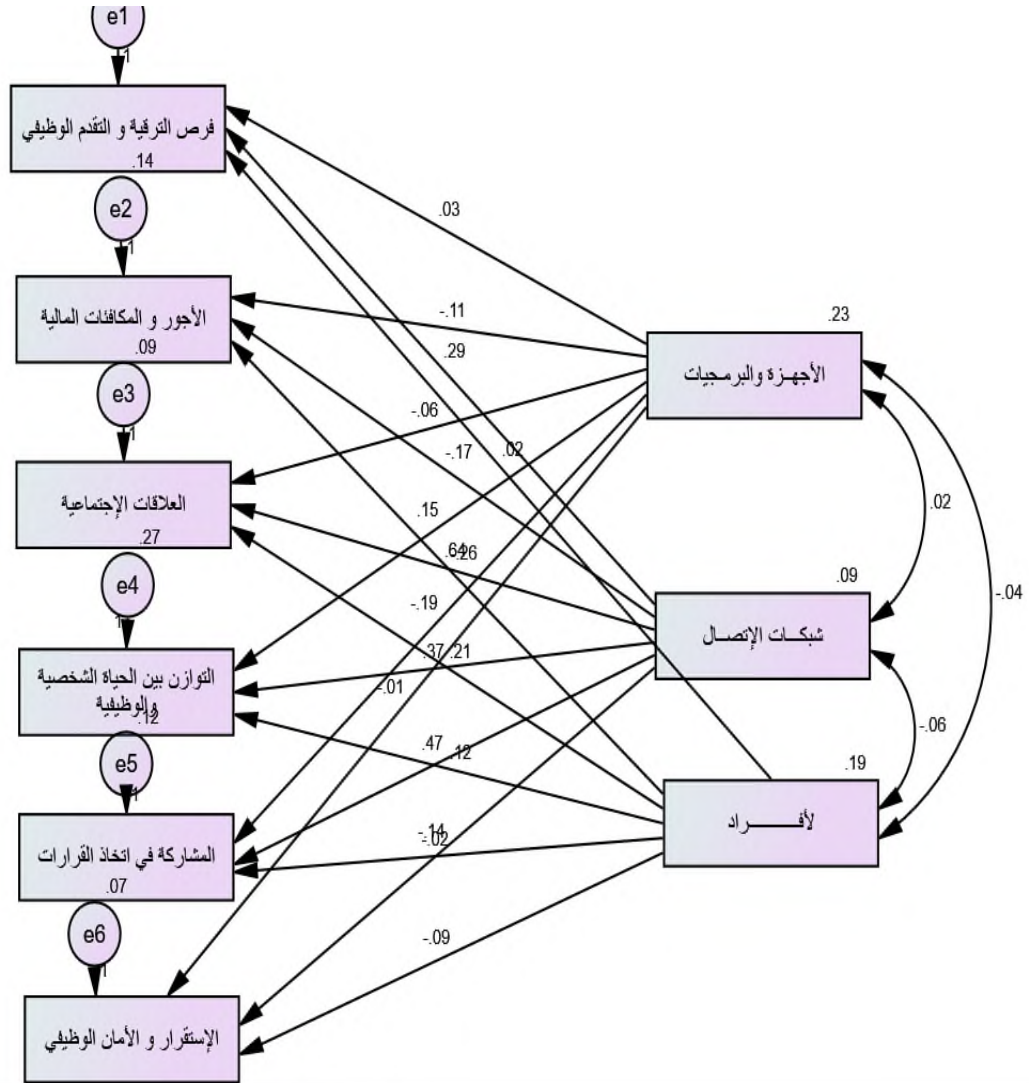 e1
1
فرص الترقية و التقدم الوظيفي
.14
e2
1
.03
الأجور و المكافئات المالية
.09
-.11
.29
.23
الأجهـزة والبرمـجيات
e3
1
-.06
-.17
.02
العلاقات الإجتماعية
.27
.15
.64
-.26
.02
-.04
e4
1
-.19
.09
شبكــات الإتصــال
التوازن بين الحياة الشخصية
والوظيفية
.12
.37
.21
-.01
-.06
e5
1
.47
.12
.19
لأفــــــراد
المشاركة في اتخاذ القرارات
.07
-.14
-.02
e6
1
-.09
الإستقرار و الأمان الوظيفي